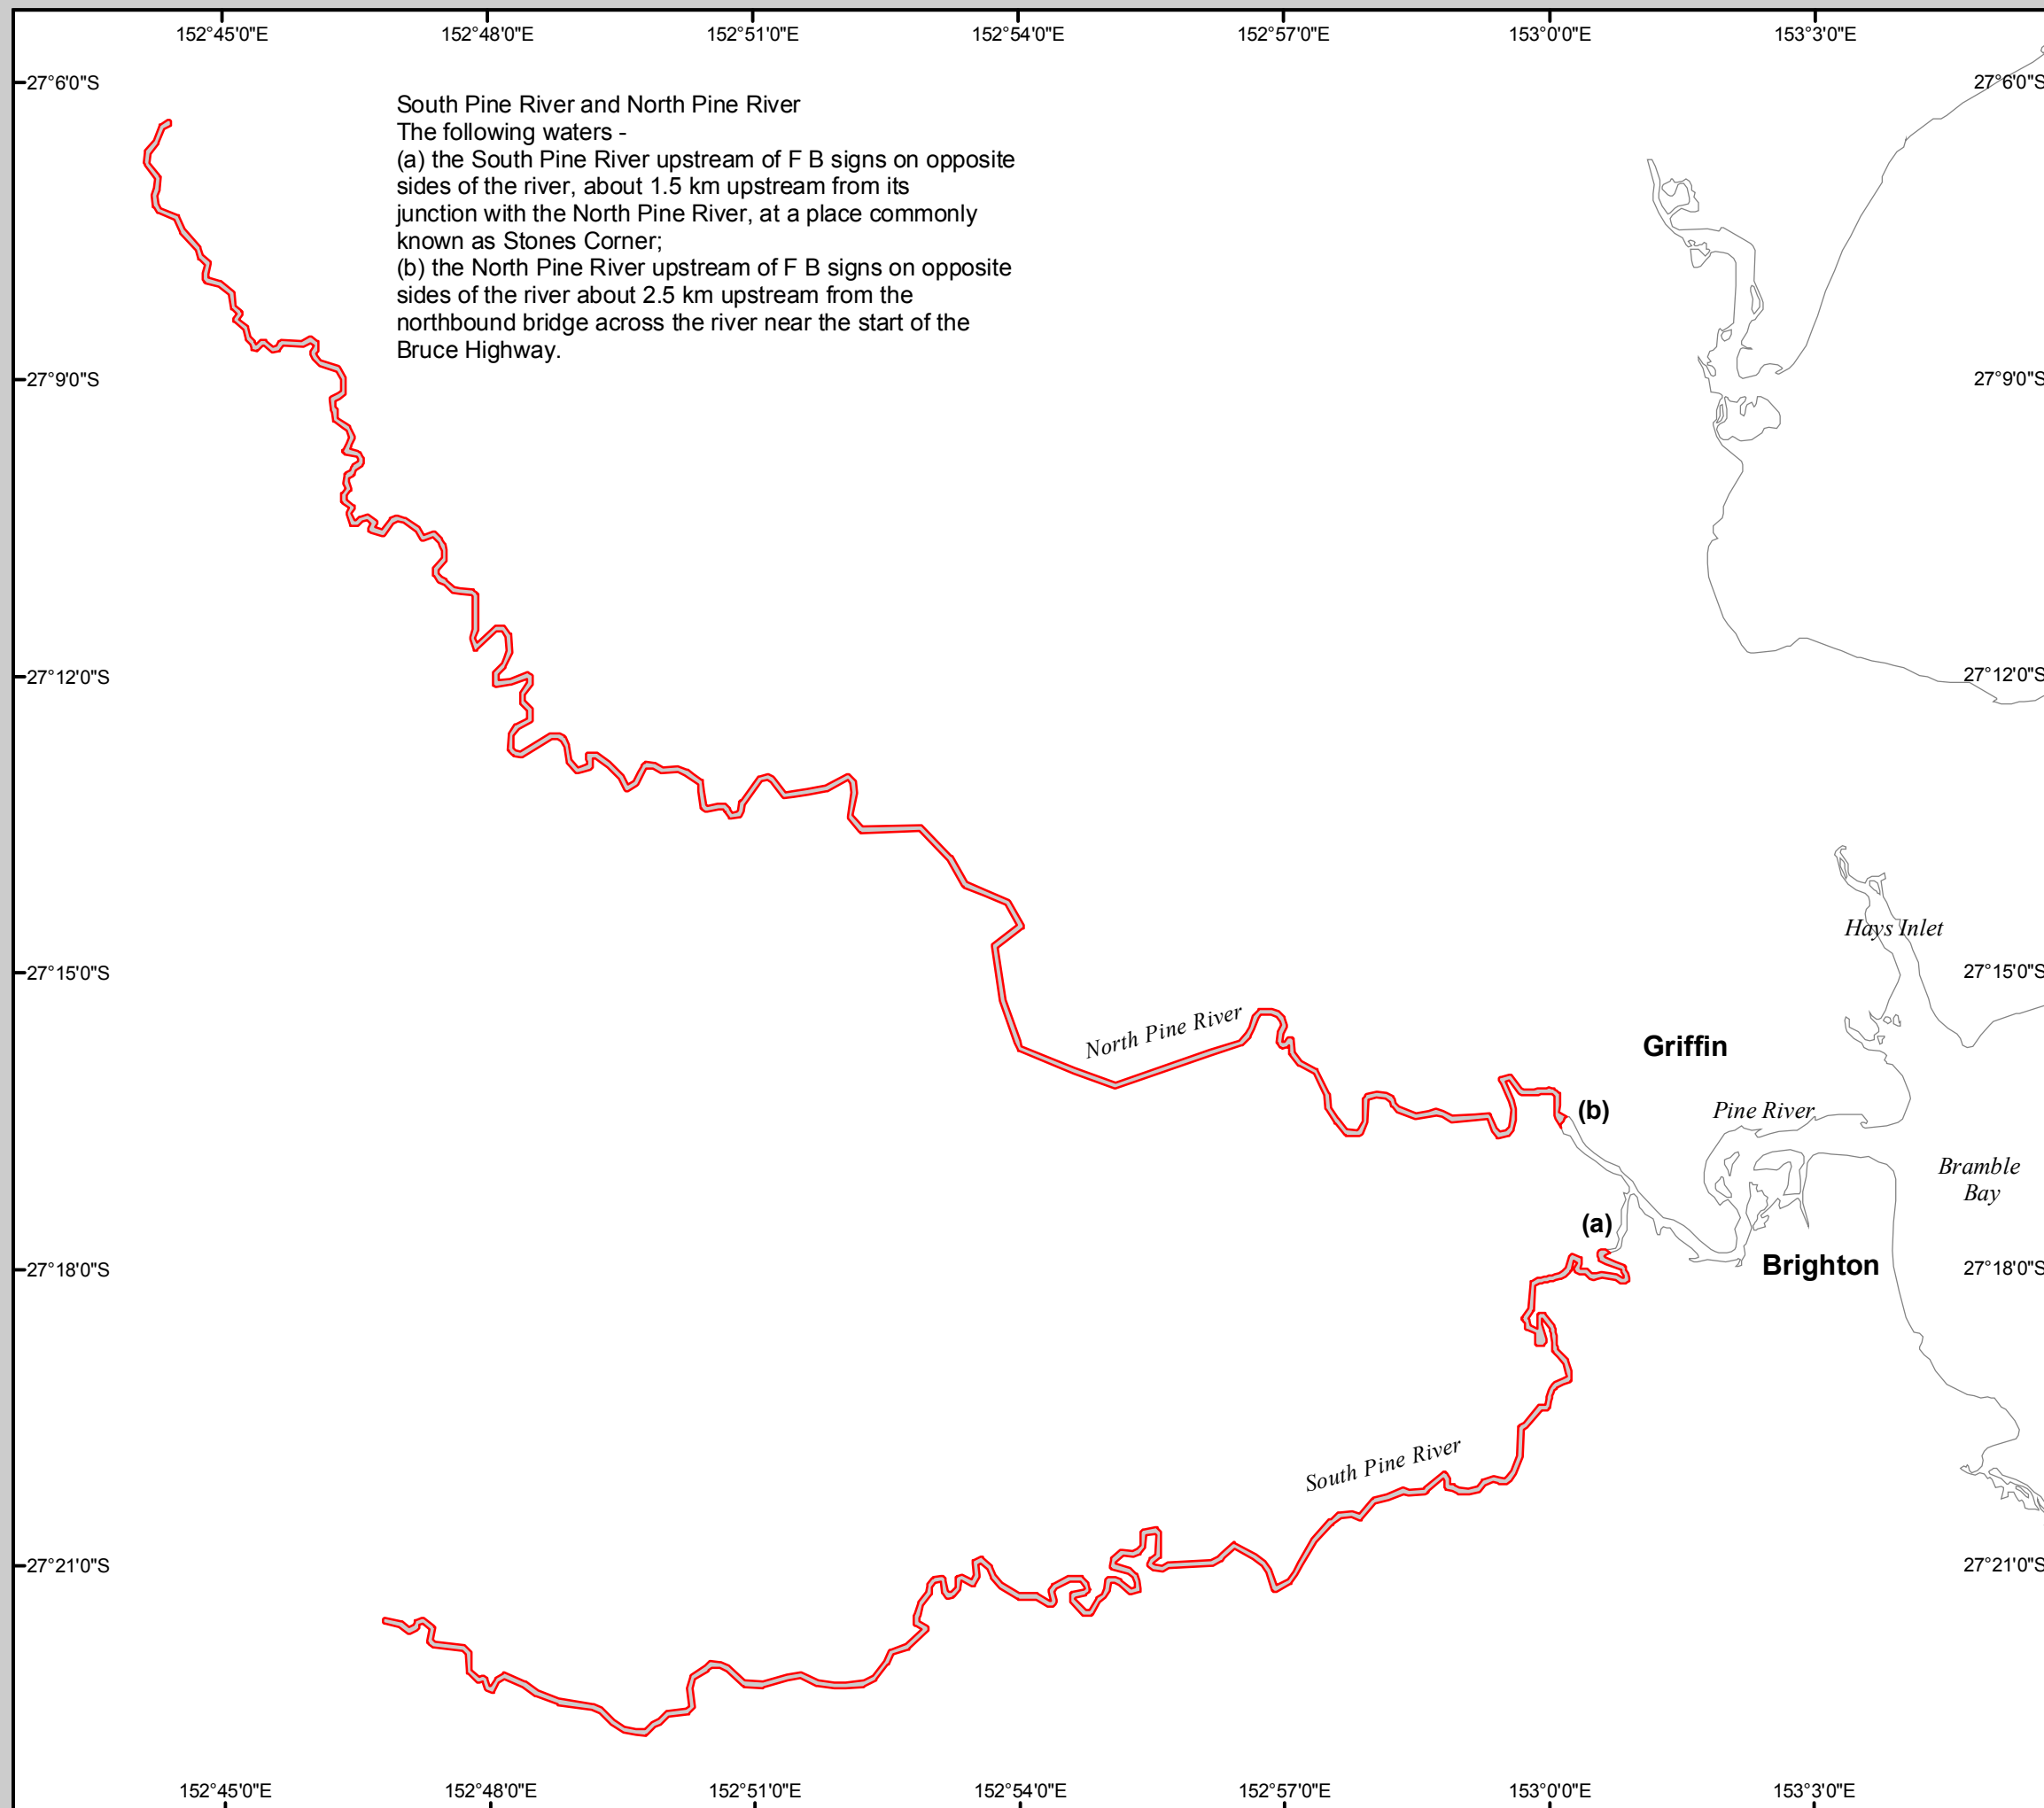 152°45'0"E 152°48'0"E 152°51'0"E 152°54'0"E 152°57'0"E 153°0'0"E 153°3'0"E
27°6'0"S 27°6'0"S
South Pine River and North Pine River
The following waters -
(a) the South Pine River upstream of F B signs on opposite
sides of the river, about 1.5 km upstream from its
junction with the North Pine River, at a place commonly
known as Stones Corner;
(b) the North Pine River upstream of F B signs on opposite
sides of the river about 2.5 km upstream from the
northbound bridge across the river near the start of the
Bruce Highway.
27°9'0"S 27°9'0"S
27°12'0"S 27°12'0"S
Hays Inlet
27°15'0"S 27°15'0"S
North Pine River
Griffin
(b)
Pine River
Bramble
Bay
(a)
Brighton
27°18'0"S 27°18'0"S
South Pine River
27°21'0"S 27°21'0"S
152°45'0"E 152°48'0"E 152°51'0"E 152°54'0"E 152°57'0"E 153°0'0"E 153°3'0"E